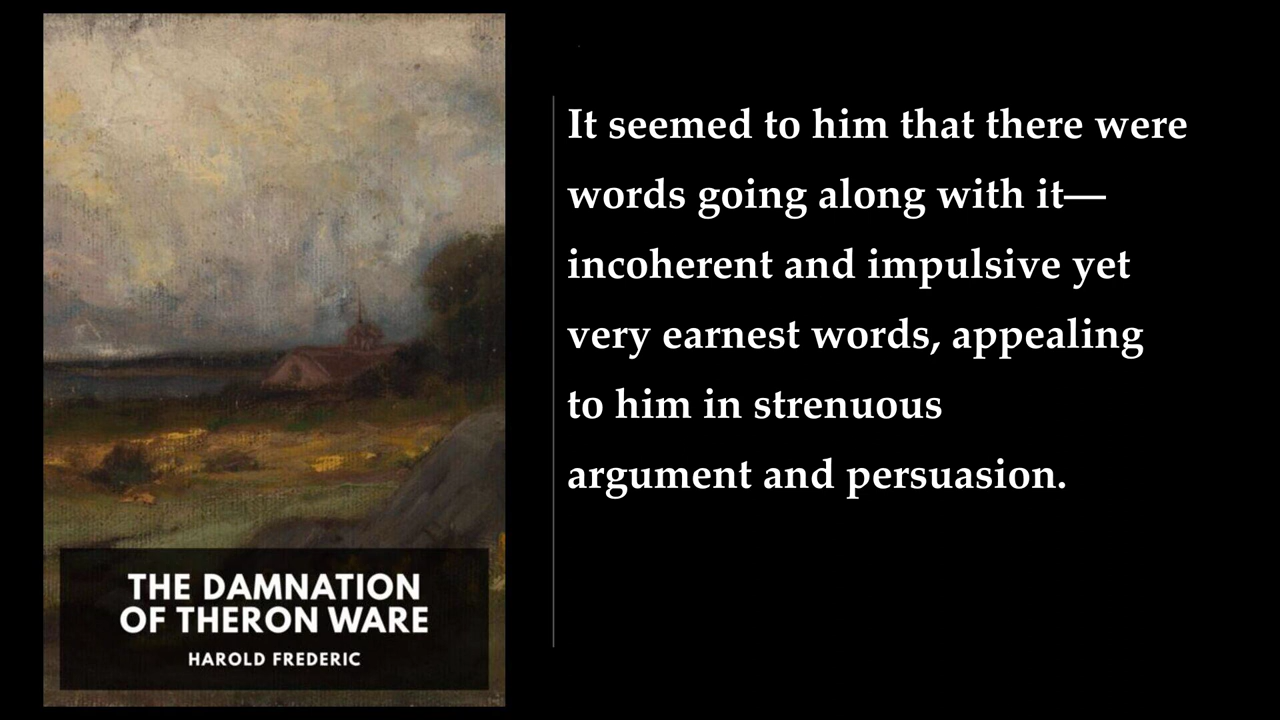 It seemed to him that there were
words going along with it—
incoherent and impulsive yet
very earnest words, appealing
to him in strenuous
argument and persuasion.
THE DAMNATION
OF THERON WARE
HAROLD FREDERIC